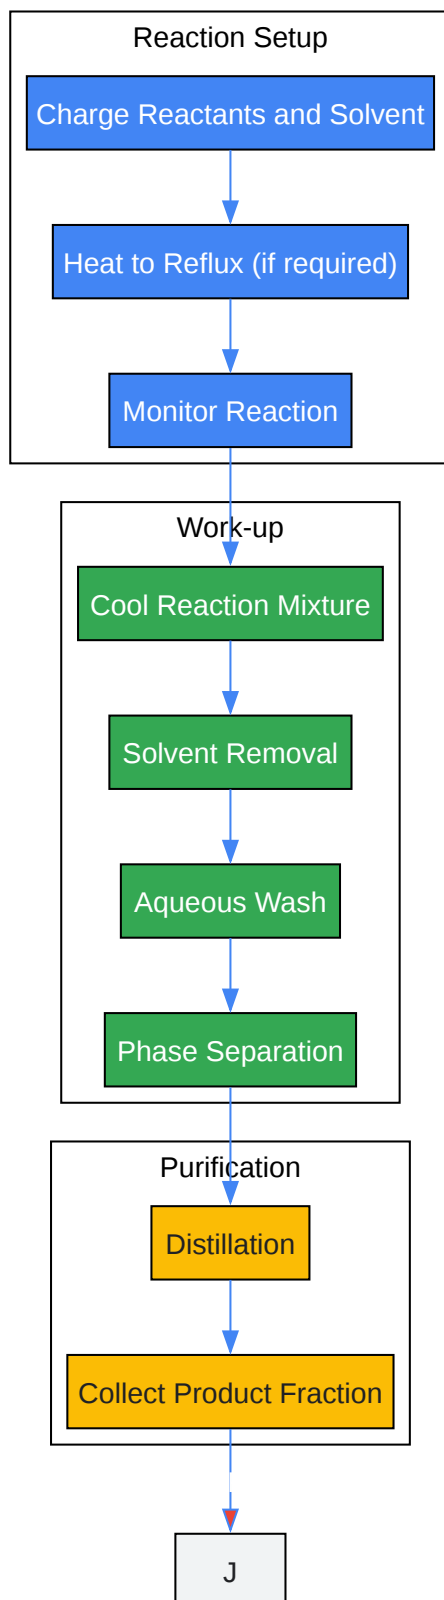 Reaction Setup
Charge Reactants and Solvent
Heat to Reflux (if required)
Monitor Reaction
Work-up
Cool Reaction Mixture
Solvent Removal
Aqueous Wash
Phase Separation
Purification
Distillation
Collect Product Fraction
J